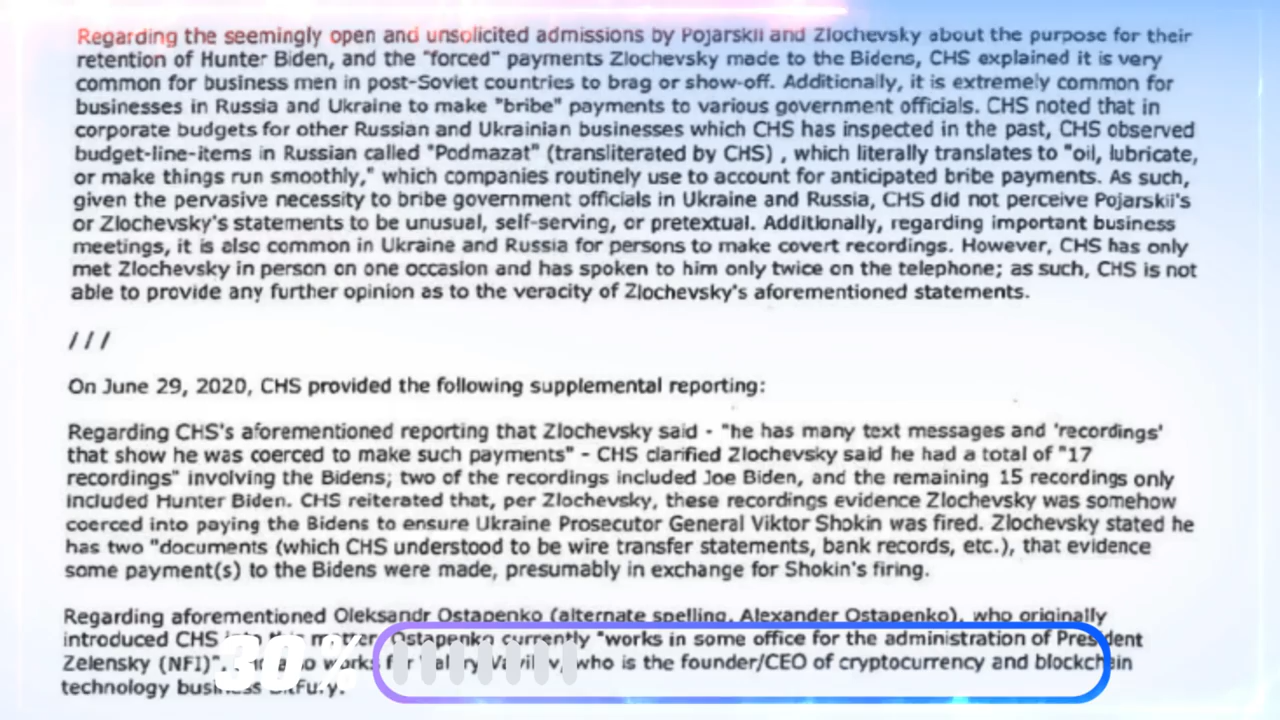 Regarding the seemingly open and unsolicited admissions by Pojarskii and Zlochevsky about the purpose for their
retention of Hunter Biden, and the "forced" payments Zlochevsky made to the Bidens, CHS explained it is very
common for business men in post-Soviet countries to brag or show-off. Additionally, it is extremely common for
businesses in Russia and Ukraine to make "bribe" payments to various government officials. CHS noted that in
corporate budgets for other Russian and Ukrainian businesses which CHS has inspected in the past, CHS observed
budget-line-items in Russian called "Podmazat" (transliterated by CHS) , which literally translates to "oil, lubricate,
or make things run smoothly," which companies routinely use to account for anticipated bribe payments. As such,
given the pervasive necessity to bribe government officials in Ukraine and Russia, CHS did not perceive Pojarskii's
or Zlochevsky's statements to be unusual, self-serving, or pretextual. Additionally, regarding important business
meetings, it is also common in Ukraine and Russia for persons to make covert recordings. However, CHS has only
met Zlochevsky in person on one occasion and has spoken to him only twice on the telephone; as such, CHS is not
able to provide any further opinion as to the veracity of Zlochevsky's aforementioned statements.
///
On June 29, 2020, CHS provided the following supplemental reporting:
Regarding CHS's aforementioned reporting that Zlochevsky said - "he has many text messages and 'recordings'
that show he was coerced to make such payments" - CHS clarified Zlochevsky said he had a total of "17
recordings" involving the Bidens; two of the recordings included Joe Biden, and the remaining 15 recordings only
included Hunter Biden. CHS reiterated that, per Zlochevsky, these recordings evidence Zlochevsky was somehow
coerced into paying the Bidens to ensure Ukraine Prosecutor General Viktor Shokin was fired. Zlochevsky stated he
has two "documents (which CHS understood to be wire transfer statements, bank records, etc.), that evidence
some payment(s) to the Bidens were made, presumably in exchange for Shokin's firing.
Regarding aforementioned Oleksandr Ostapenko (alternate spelling, Alexander Ostapenko), who originally
introduced CHS Ostapenko currently "works in some office for the administration of President
Zelensky (NFI)". works for who is the founder/CEO of cryptocurrency and blockchain
technology business
30%